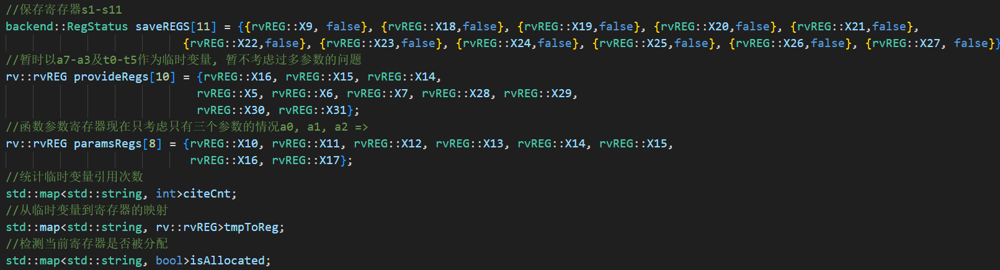 //保存寄存器s1-s11
backend::RegStatus saveREGS[11] = {{rvREG::X9, false}, {rvREG::X18,false}, {rvREG::X19,false}, {rvREG::X20,false}, {rvREG::X21,false},
{rvREG::X22,false}, {rvREG::X23,false}, {rvREG::X24,false}, {rvREG::X25,false}, {rvREG::X26,false}, {rvREG::X27, false}}
//暂时以a7-a3及t0-t5作为临时变量, 暂不考虑过多参数的问题
rv::rvREG provideRegs[10] = {rvREG::X16, rvREG::X15, rvREG::X14,
rvREG::X5, rvREG::X6, rvREG::X7, rvREG::X28, rvREG::X29,
rvREG::X30, rvREG::X31};
//函数参数寄存器现在只考虑只有三个参数的情况a0, a1, a2 =>
rv::rvREG paramsRegs[8] = {rvREG::X10, rvREG::X11, rvREG::X12, rvREG::X13, rvREG::X14, rvREG::X15,
rvREG::X16, rvREG::X17};
//统计临时变量引用次数
std::map<std::string, int>citeCnt;
//从临时变量到寄存器的映射
std::map<std::string, rv::rvREG>tmpToReg;
//检测当前寄存器是否被分配
std::map<std::string, bool>isAllocated;